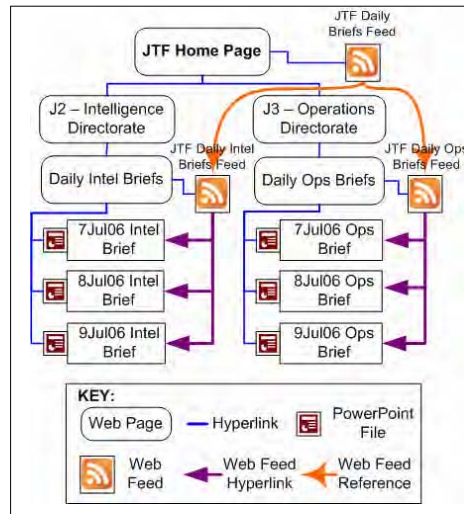 JTF Daily
Briefs Feed
JTF Home Page
J2 – Intelligence
Directorate
J3 – Operations
Directorate
JTF Daily Intel
Briefs Feed
JTF Daily Ops
Briefs Feed
Daily Intel Briefs
Daily Ops Briefs
7Jul06 Intel
Brief
7Jul06 Ops
Brief
8Jul06 Intel
Brief
8Jul06 Ops
Brief
9Jul06 Intel
Brief
9Jul06 Ops
Brief
KEY:
Web Page
Hyperlink
PowerPoint
File
Web
Feed
Web Feed
Hyperlink
Web Feed
Reference